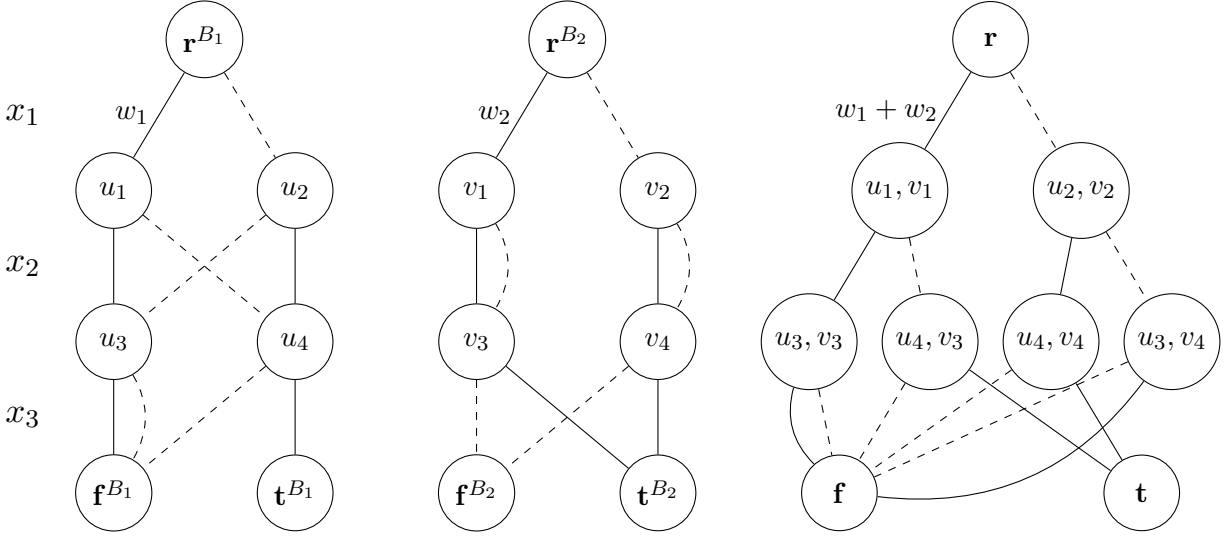 r^{B_1} r^{B_2} r
x_1 w_1 w_2 w_1 + w_2
u_1 u_2 v_1 v_2 u_1, v_1 u_2, v_2
x_2
u_3 u_4 v_3 v_4 u_3, v_3 u_4, v_3 u_4, v_4 u_3, v_4
x_3
f^{B_1} t^{B_1} f^{B_2} t^{B_2} f t